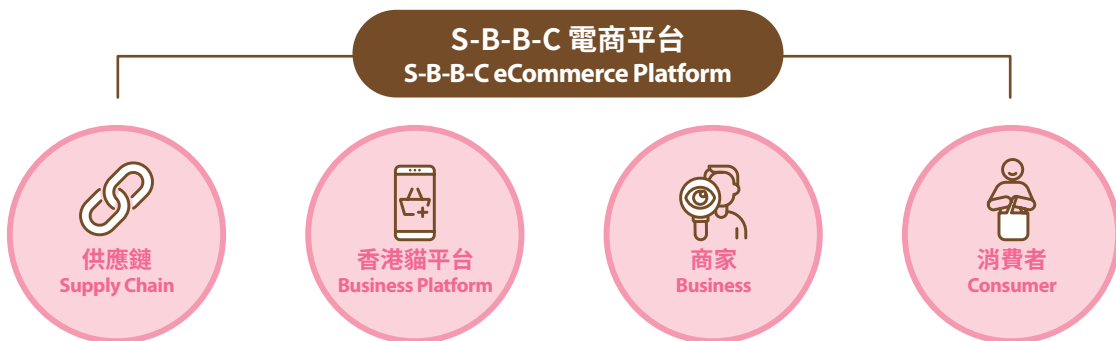 S-B-B-C 電商平台
S-B-B-C eCommerce Platform
供應鏈
Supply Chain
香港貓平台
Business Platform
商家
Business
消費者
Consumer